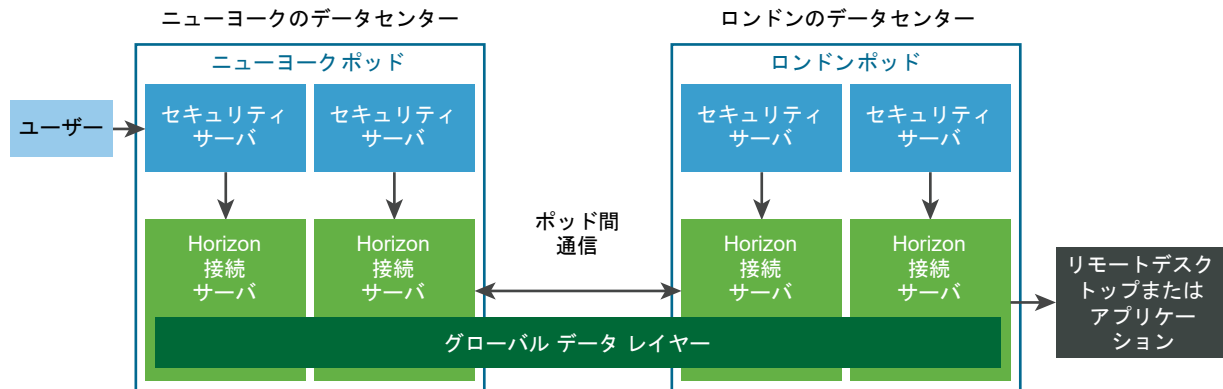 ニューヨークのデータセンター
ロンドンのデータセンター
ニューヨークポッド
ロンドンポッド
ユーザー
セキュリティ
サーバ
セキュリティ
サーバ
セキュリティ
サーバ
セキュリティ
サーバ
ポッド間
通信
Horizon
接続
サーバ
Horizon
接続
サーバ
Horizon
接続
サーバ
Horizon
接続
サーバ
リモートデスク
トップまたは
アプリケー
ション
グローバル データ レイヤー